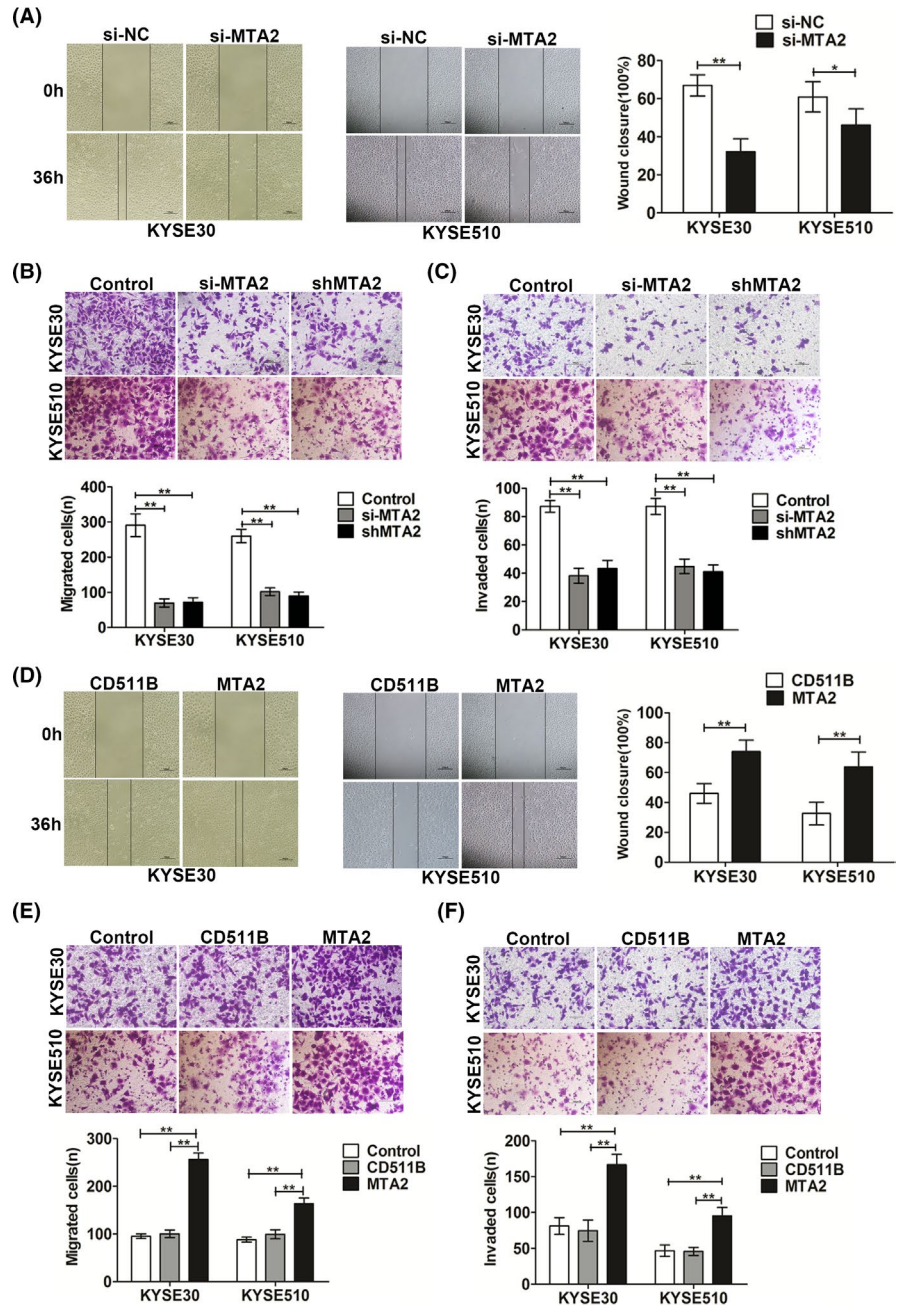 (A)
si-NC si-MTA2 si-NC si-MTA2
0h
36h
KYSE30 KYSE510
si-NC
si-MTA2
Wound closure(100%)
80
60
40
20
0
** *
KYSE30 KYSE510
(B)
Control si-MTA2 shMTA2
KYSE30
KYSE510
Migrated cells(n)
400
300
200
100
0
** **
** **
Control
si-MTA2
shMTA2
KYSE30 KYSE510
(C)
Control si-MTA2 shMTA2
KYSE30
KYSE510
Invaded cells(n)
100
80
60
40
20
0
** **
** **
Control
si-MTA2
shMTA2
KYSE30 KYSE510
(D)
CD511B MTA2 CD511B MTA2
0h
36h
KYSE30 KYSE510
CD511B
MTA2
Wound closure(100%)
100
80
60
40
20
0
** **
KYSE30 KYSE510
(E)
Control CD511B MTA2
KYSE30
KYSE510
Migrated cells(n)
300
250
200
150
100
50
0
** **
** **
Control
CD511B
MTA2
KYSE30 KYSE510
(F)
Control CD511B MTA2
KYSE30
KYSE510
Invaded cells(n)
200
150
100
50
0
** **
** **
Control
CD511B
MTA2
KYSE30 KYSE510